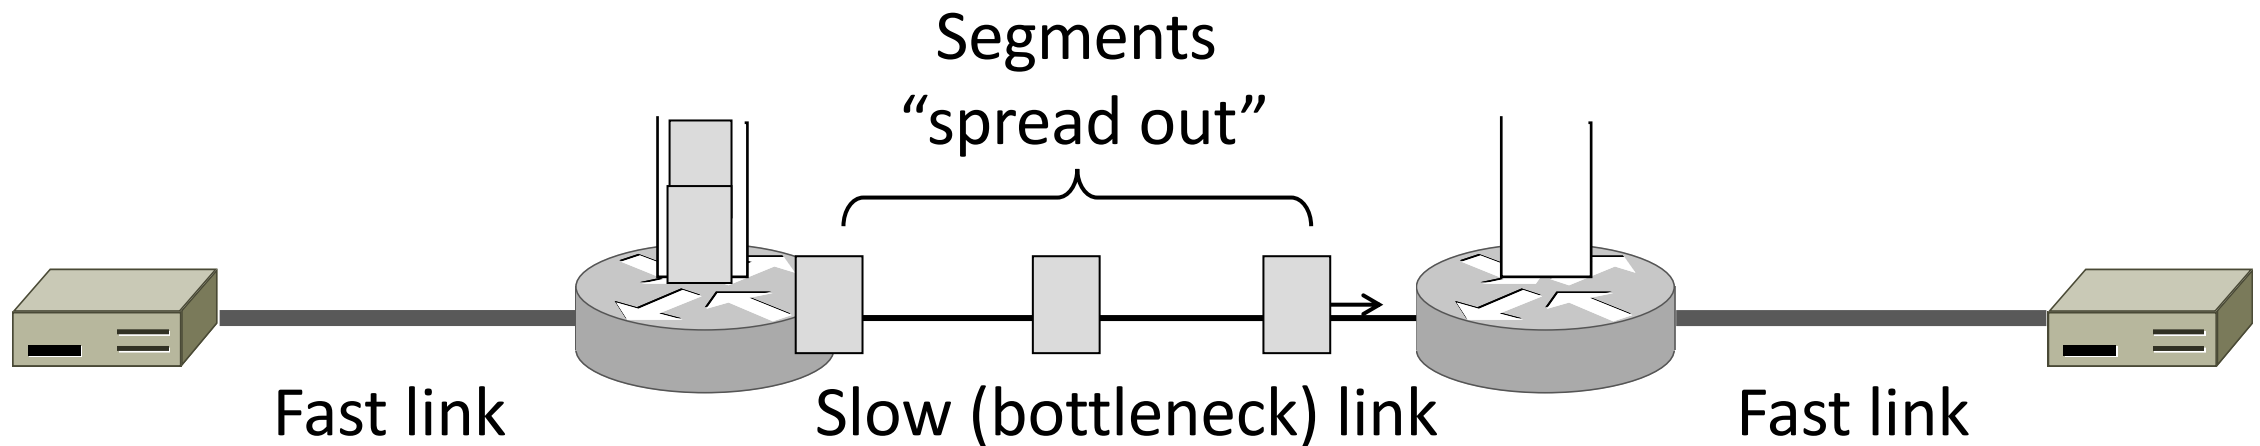 Segments
“spread out”
Fast link
Slow (bottleneck) link
Fast link